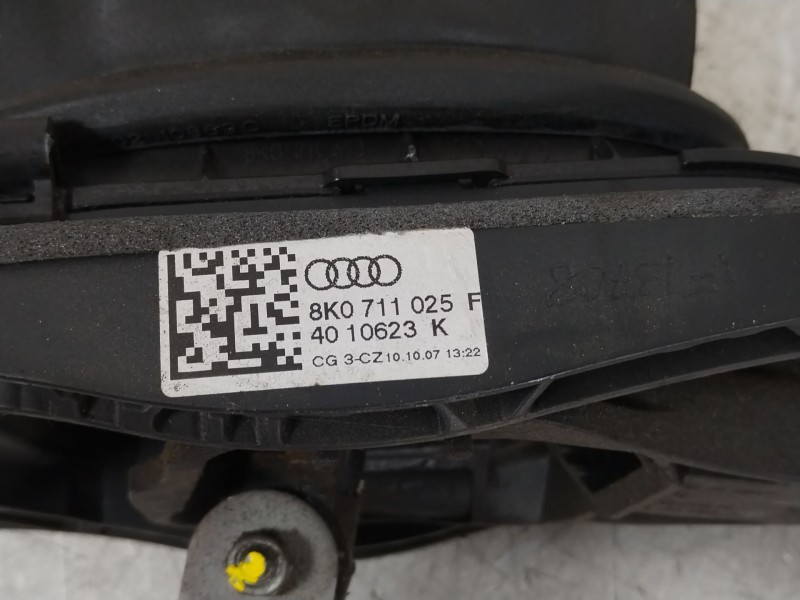 EPDM
8K0 711 025 F
40 10623 K
CG 3-CZ 10.10.07 13:22